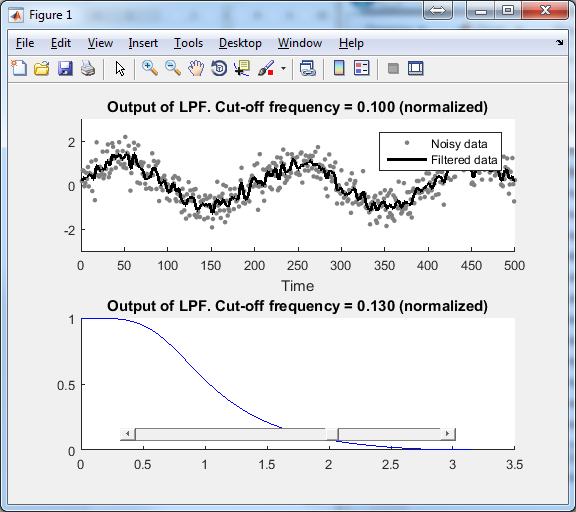 Figure 1
File Edit View Insert Tools Desktop Window Help
Output of LPF. Cut-off frequency = 0.100 (normalized)
2
0
-2
Noisy data
Filtered data
0 50 100 150 200 250 300 350 400 450 500
Time
Output of LPF. Cut-off frequency = 0.130 (normalized)
1
0.5
0
0 0.5 1 1.5 2 2.5 3 3.5